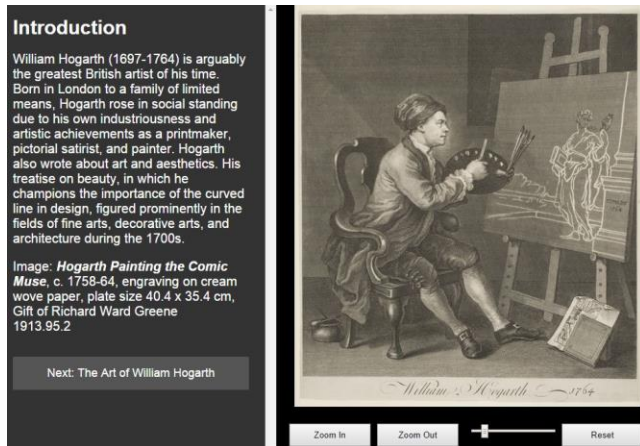 Introduction
William Hogarth (1697-1764) is arguably
the greatest British artist of his time.
Born in London to a family of limited
means, Hogarth rose in social standing
due to his own industriousness and
artistic achievements as a printmaker,
pictorial satirist, and painter. Hogarth
also wrote about art and aesthetics. His
treatise on beauty, in which he
champions the importance of the curved
line in design, figured prominently in the
fields of fine arts, decorative arts, and
architecture during the 1700s.
Image: Hogarth Painting the Comic
Muse, c. 1758-64, engraving on cream
wove paper, plate size 40.4 x 35.4 cm,
Gift of Richard Ward Greene
1913.95.2
Next: The Art of William Hogarth
William Hogarth 1764
Zoom In
Zoom Out
Reset